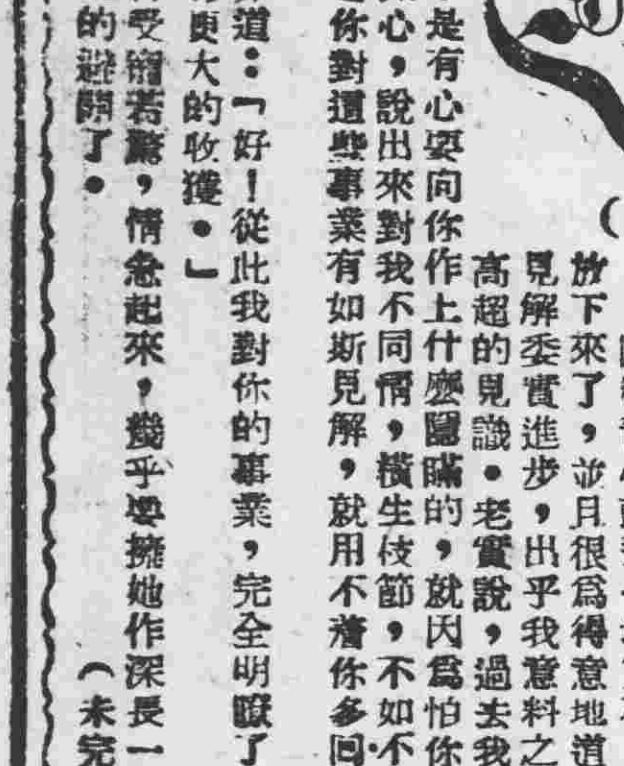 放下來了，並且很爲得意地道
見解委實進步，出乎我意料之
高超的見識。老實說，過去我
是有心要向你作上什麼隱瞞的，就因爲怕你
心，說出來對我不同情，橫生枝節，不如不
你對這些事業有如斯見解，就用不着你多囘
道：「好！從此我對你的事業，完全明瞭了
更大的收獲。」
受寵若驚，情急起來，幾乎要擁她作深長一
的避開了。（未完